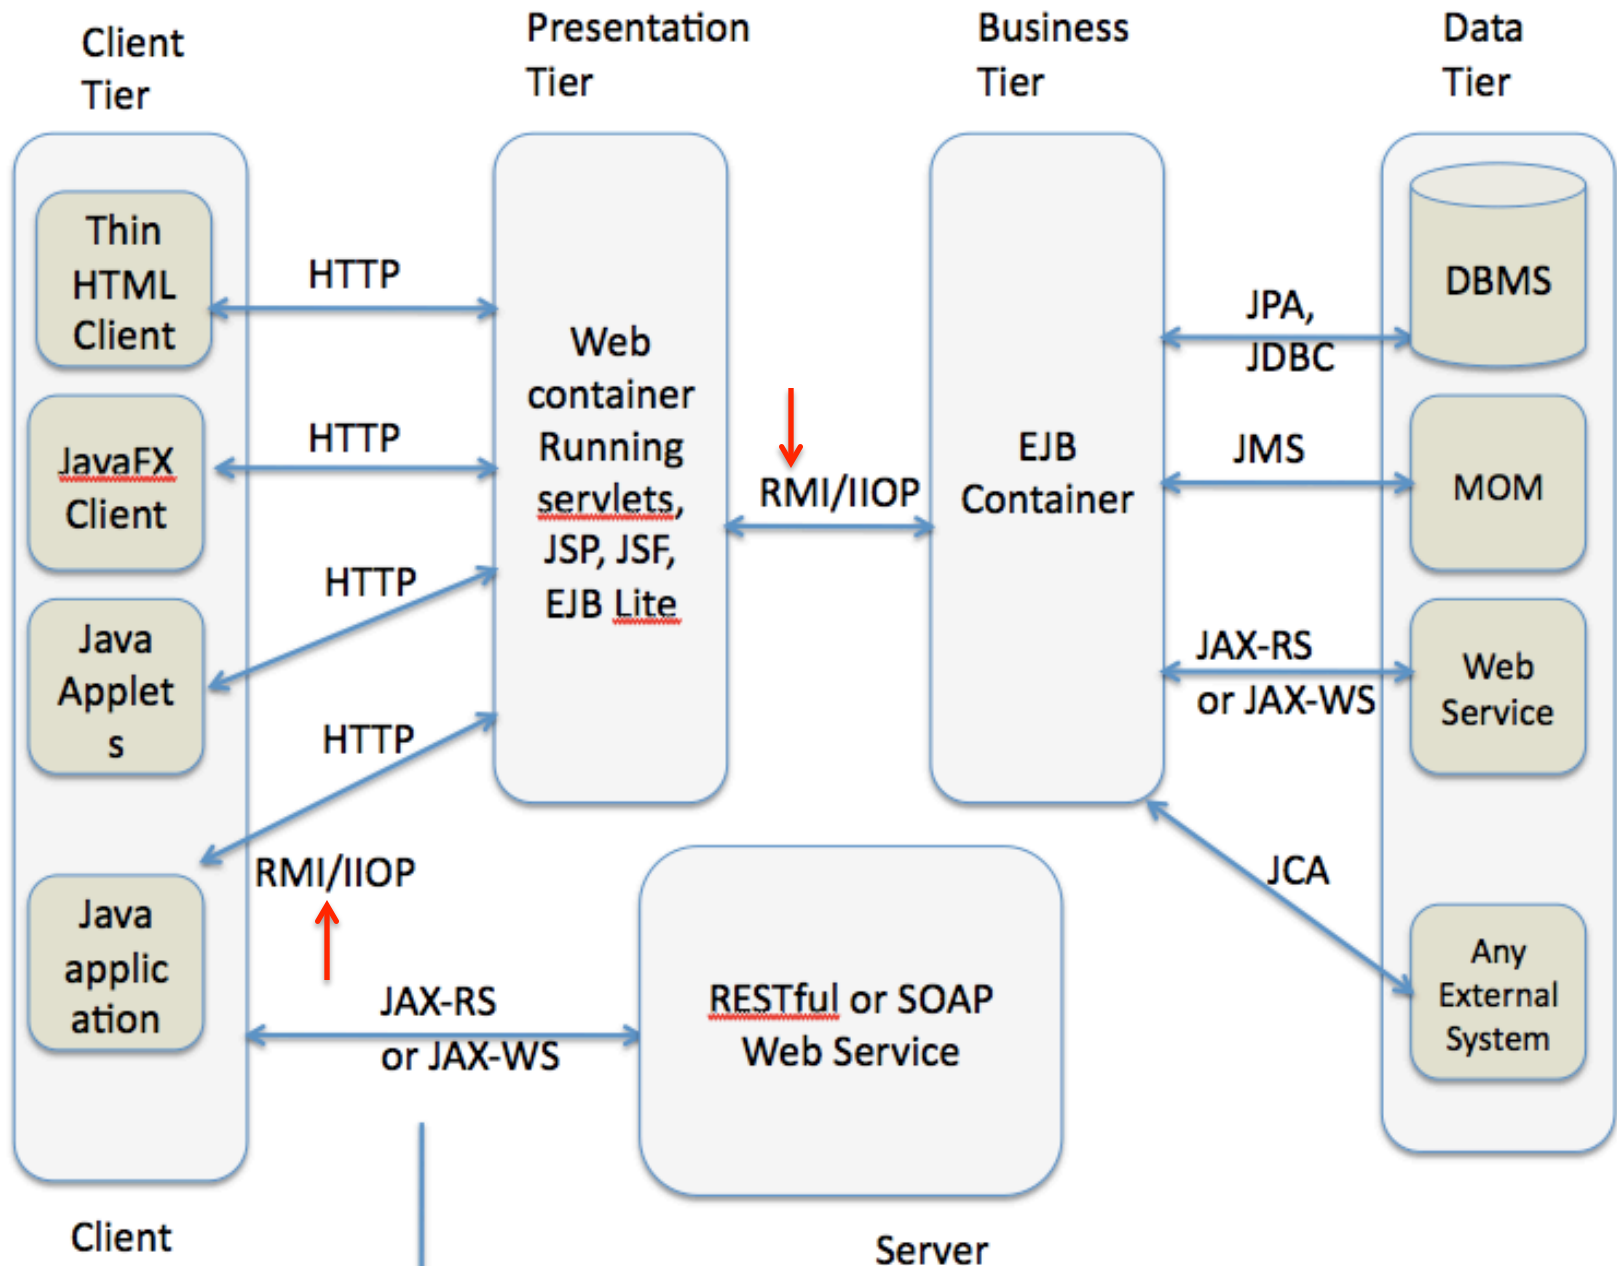 Client
Tier
Presentation
Tier
Business
Tier
Data
Tier
Thin
HTML
Client
HTTP
JavaFX
Client
HTTP
Java
Applet
s
HTTP
Java
applic
ation
HTTP
RMI/IIOP
JAX-RS
or JAX-WS
Web
container
Running
servlets,
JSP, JSF,
EJB Lite
RMI/IIOP
EJB
Container
RESTful or SOAP
Web Service
JPA,
JDBC
DBMS
JMS
MOM
JAX-RS
or JAX-WS
Web
Service
JCA
Any
External
System
Client
Server